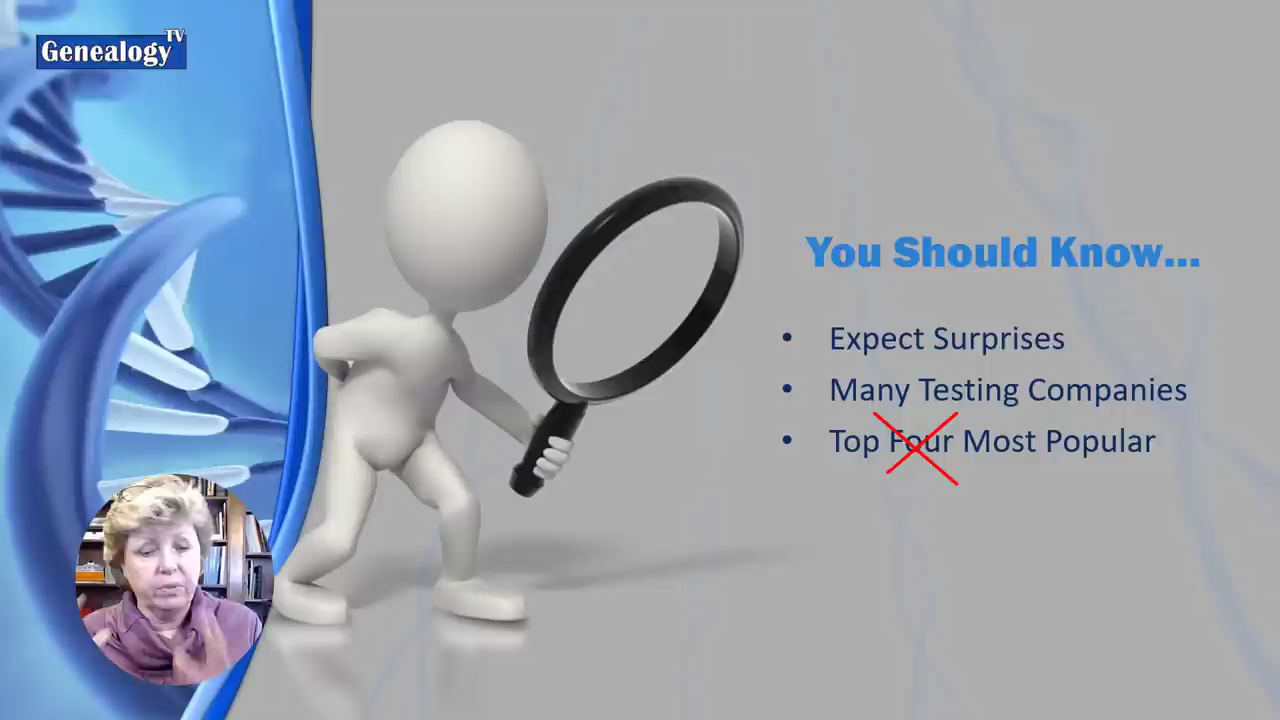 Genealogy TV
You Should Know...
• Expect Surprises
• Many Testing Companies
• Top Four Most Popular